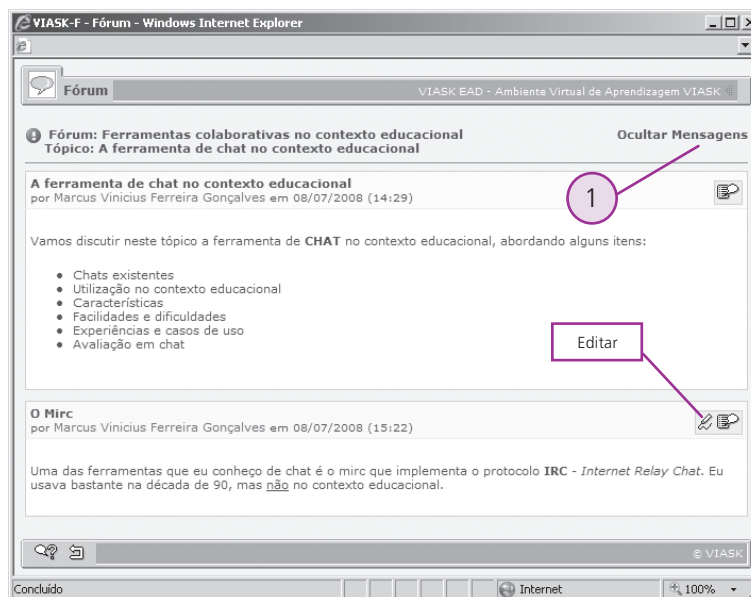 VIASK-F - Fórum - Windows Internet Explorer
Fórum
VIASK EAD - Ambiente Virtual de Aprendizagem VIASK
Fórum: Ferramentas colaborativas no contexto educacional
Ocultar Mensagens
Tópico: A ferramenta de chat no contexto educacional
A ferramenta de chat no contexto educacional
por Marcus Vinicius Ferreira Gonçalves em 08/07/2008 (14:29)
1
Vamos discutir neste tópico a ferramenta de CHAT no contexto educacional, abordando alguns itens:
• Chats existentes
• Utilização no contexto educacional
• Características
• Facilidades e dificuldades
• Experiências e casos de uso
• Avaliação em chat
Editar
O Mirc
por Marcus Vinicius Ferreira Gonçalves em 08/07/2008 (15:22)
Uma das ferramentas que eu conheço de chat é o mirc que implementa o protocolo IRC - Internet Relay Chat. Eu
usava bastante na década de 90, mas não no contexto educacional.
© VIASK
Concluído
Internet
100%